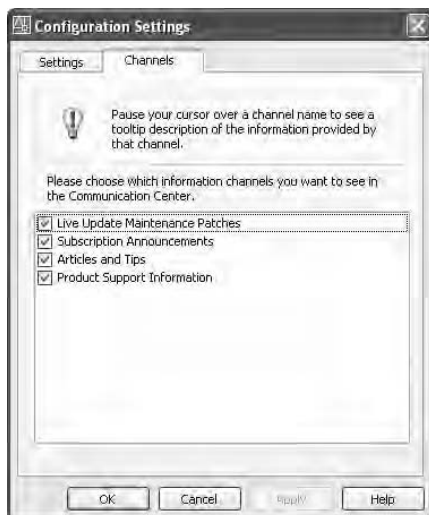 Configuration Settings
Settings
Channels
Pause your cursor over a channel name to see a
tooltip description of the information provided by
that channel.
Please choose which information channels you want to see in
the Communication Center.
Live Update Maintenance Patches
Subscription Announcements
Articles and Tips
Product Support Information
OK
Cancel
Apply
Help